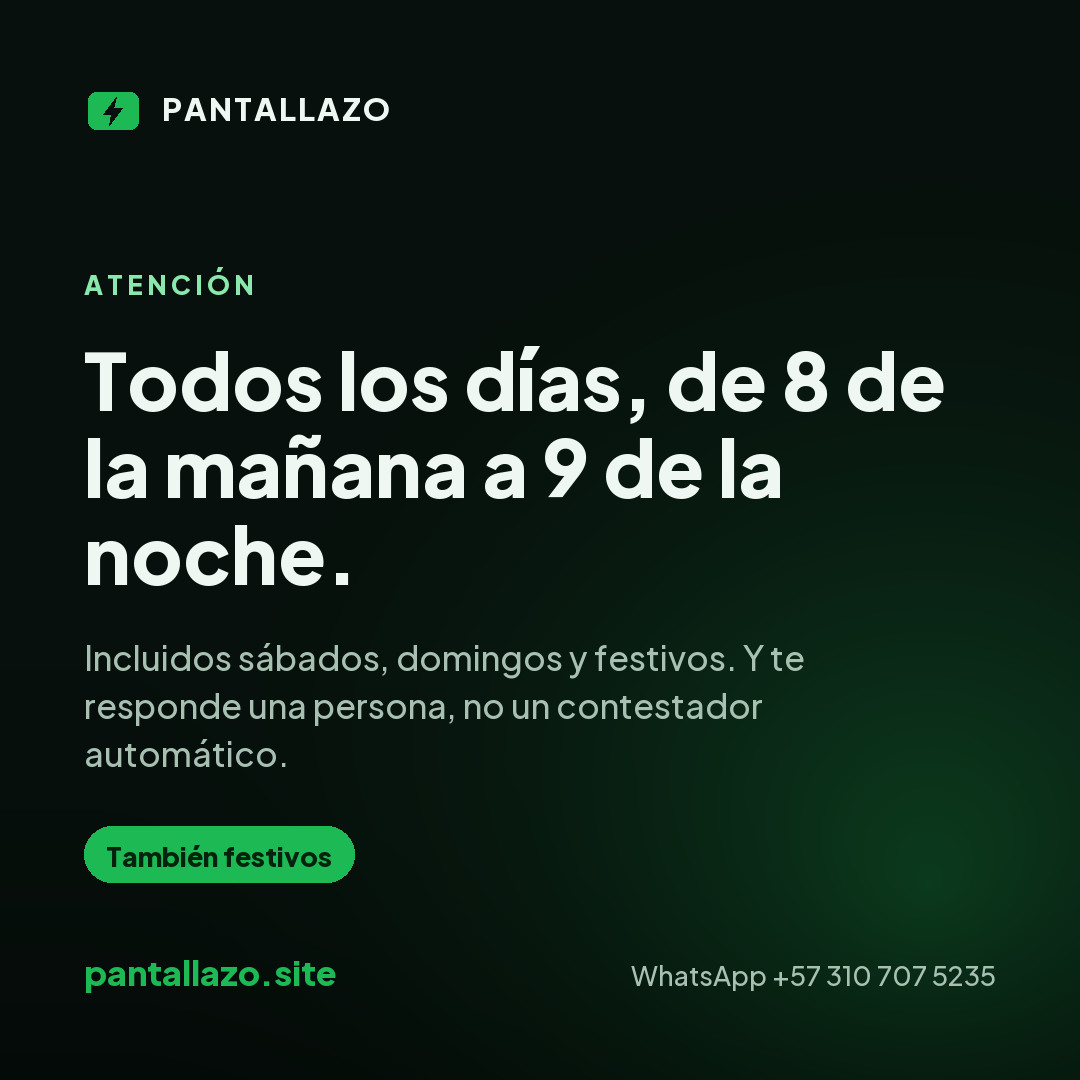 PANTALLAZO
ATENCIÓN
Todos los días, de 8 de
la mañana a 9 de la
noche.
Incluidos sábados, domingos y festivos. Y te
responde una persona, no un contestador
automático.
También festivos
pantallazo.site
WhatsApp +57 310 707 5235